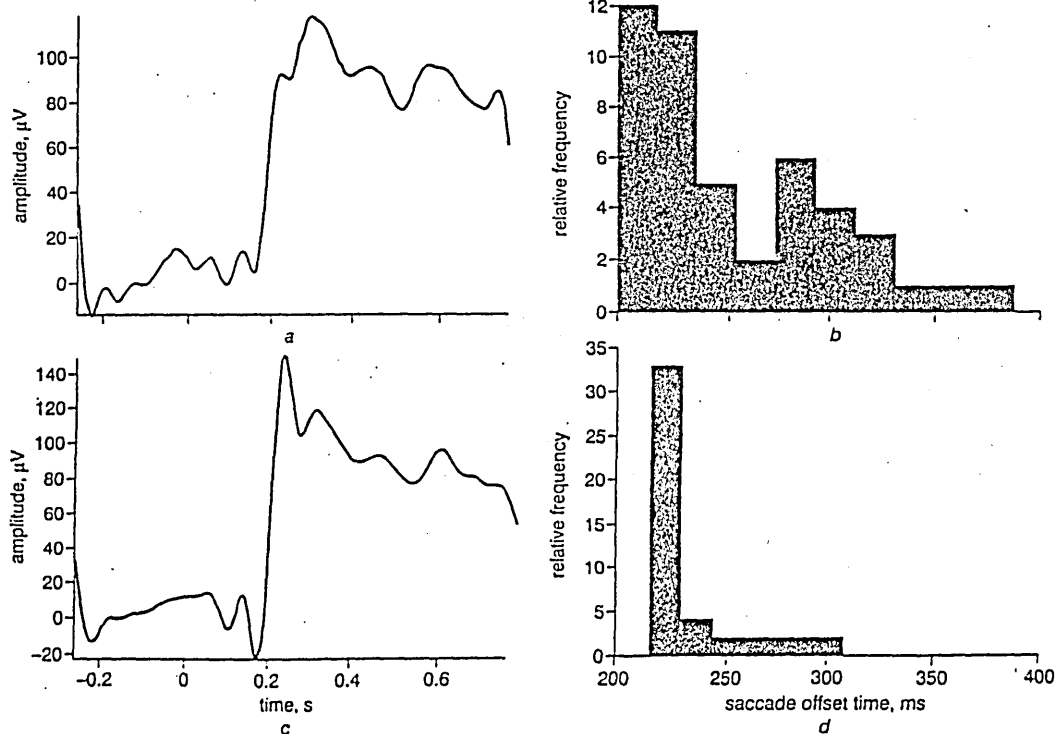 amplitude, µV
100
80
60
40
20
0
a
relative frequency
12
10
8
6
4
2
0
b
amplitude, µV
140
120
100
80
60
40
20
0
−20
−0.2 0 0.2 0.4 0.6
time, s
c
relative frequency
35
30
25
20
15
10
5
0
200 250 300 350 400
saccade offset time, ms
d